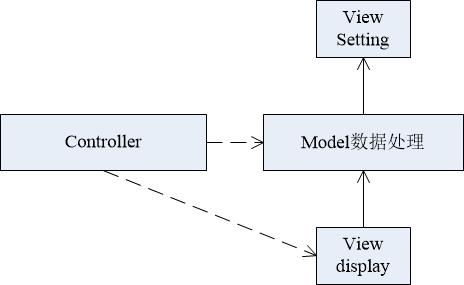 View
Setting
Controller
Model数据处理
View
display